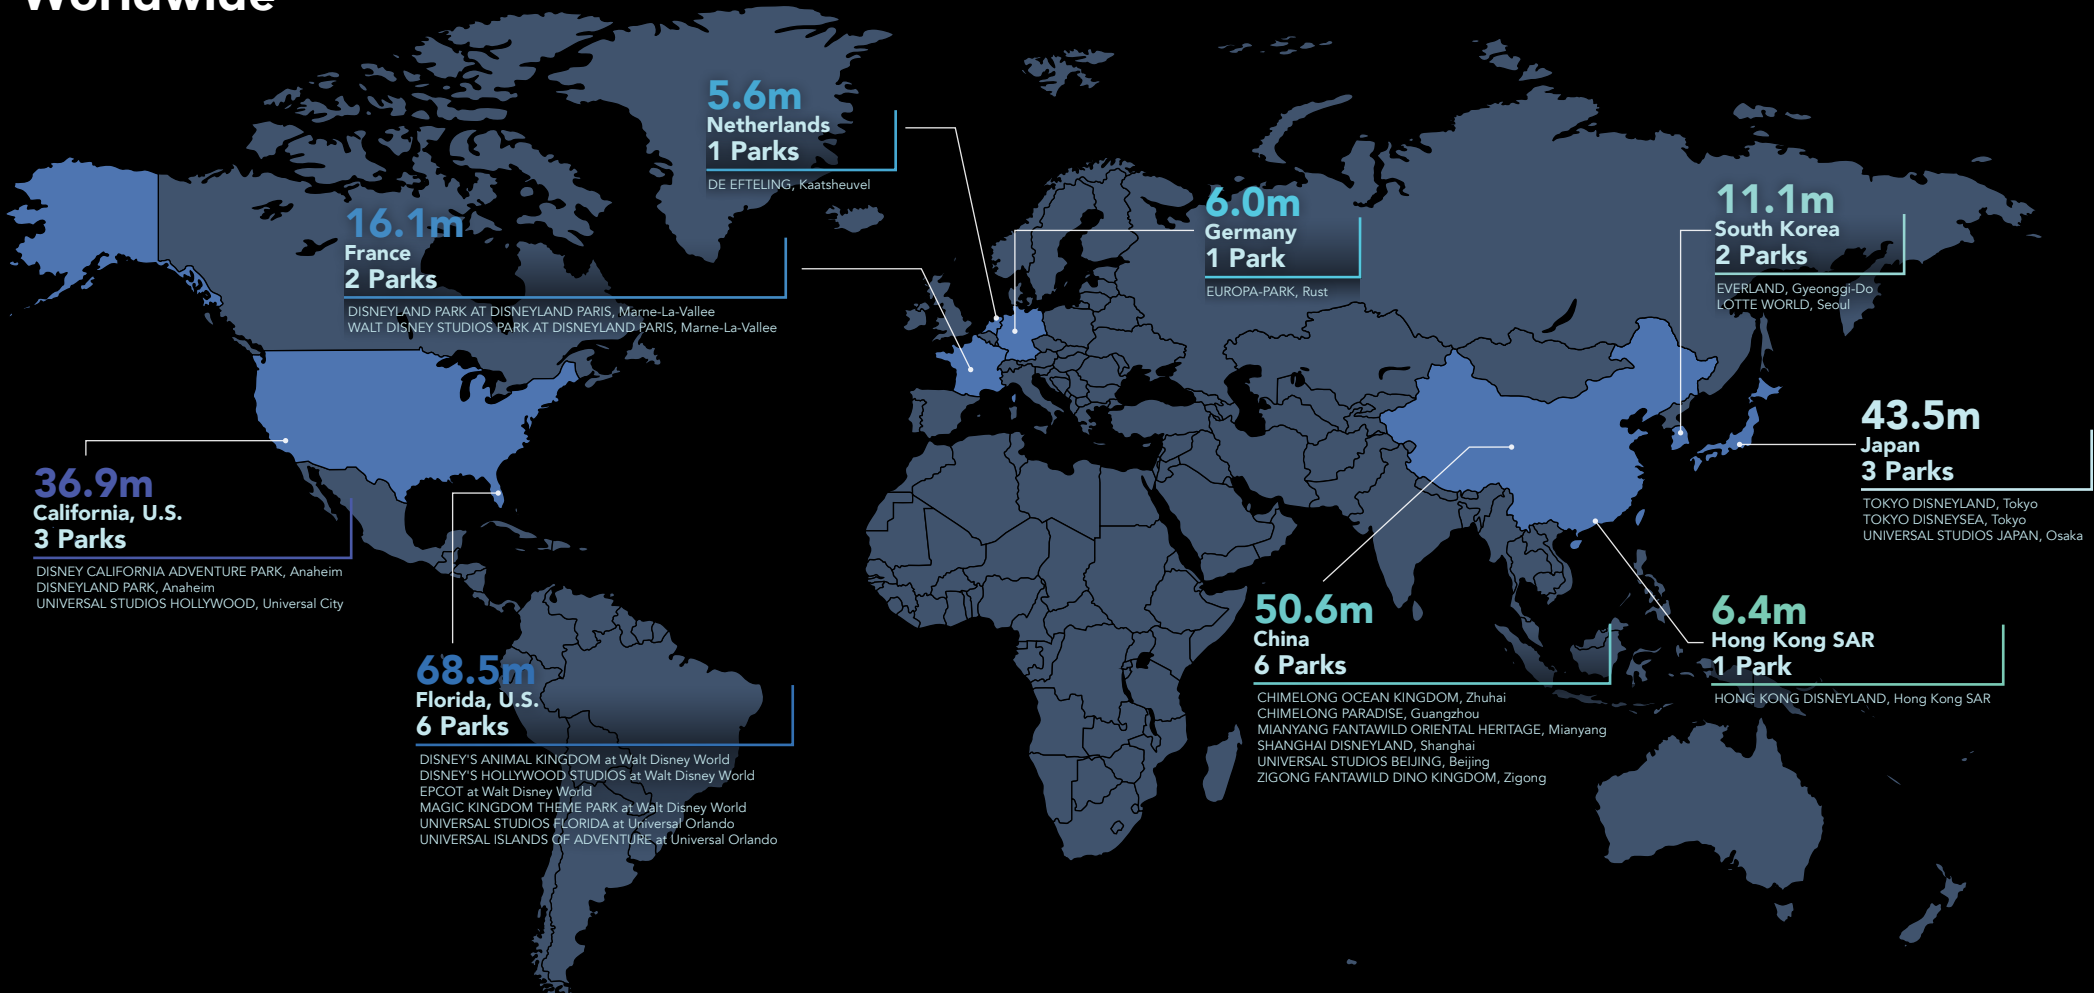 Worldwide
5.6m
Netherlands
1 Parks
DE EFTELING, Kaatsheuvel
16.1m
France
2 Parks
DISNEYLAND PARK AT DISNEYLAND PARIS, Marne-La-Vallee
WALT DISNEY STUDIOS PARK AT DISNEYLAND PARIS, Marne-La-Vallee
6.0m
Germany
1 Park
EUROPA-PARK, Rust
11.1m
South Korea
2 Parks
EVERLAND, Gyeonggi-Do
LOTTE WORLD, Seoul
43.5m
Japan
3 Parks
TOKYO DISNEYLAND, Tokyo
TOKYO DISNEYSEA, Tokyo
UNIVERSAL STUDIOS JAPAN, Osaka
36.9m
California, U.S.
3 Parks
DISNEY CALIFORNIA ADVENTURE PARK, Anaheim
DISNEYLAND PARK, Anaheim
UNIVERSAL STUDIOS HOLLYWOOD, Universal City
68.5m
Florida, U.S.
6 Parks
DISNEY'S ANIMAL KINGDOM at Walt Disney World
DISNEY'S HOLLYWOOD STUDIOS at Walt Disney World
EPCOT at Walt Disney World
MAGIC KINGDOM THEME PARK at Walt Disney World
UNIVERSAL STUDIOS FLORIDA at Universal Orlando
UNIVERSAL ISLANDS OF ADVENTURE at Universal Orlando
50.6m
China
6 Parks
CHIMELONG OCEAN KINGDOM, Zhuhai
CHIMELONG PARADISE, Guangzhou
MIANYANG FANTAWILD ORIENTAL HERITAGE, Mianyang
SHANGHAI DISNEYLAND, Shanghai
UNIVERSAL STUDIOS BEIJING, Beijing
ZIGONG FANTAWILD DINO KINGDOM, Zigong
6.4m
Hong Kong SAR
1 Park
HONG KONG DISNEYLAND, Hong Kong SAR